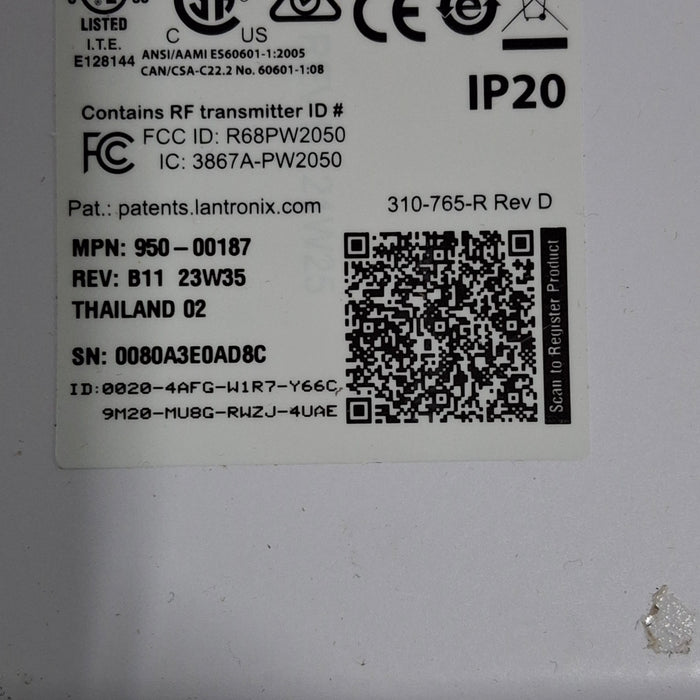 LISTED
I.T.E.
E128144
C US
ANSI/AAMI ES60601-1:2005
CAN/CSA-C22.2 No. 60601-1:08
IP20
Contains RF transmitter ID #
FCC ID: R68PW2050
IC: 3867A-PW2050
Pat.: patents.lantronix.com
310-765-R Rev D
MPN: 950-00187
REV: B11 23W35
THAILAND 02
SN: 0080A3E0AD8C
ID:0020-4AFG-W1R7-Y66C,
9M20-MU8G-RWZJ-4UAE
Scan to Register Product